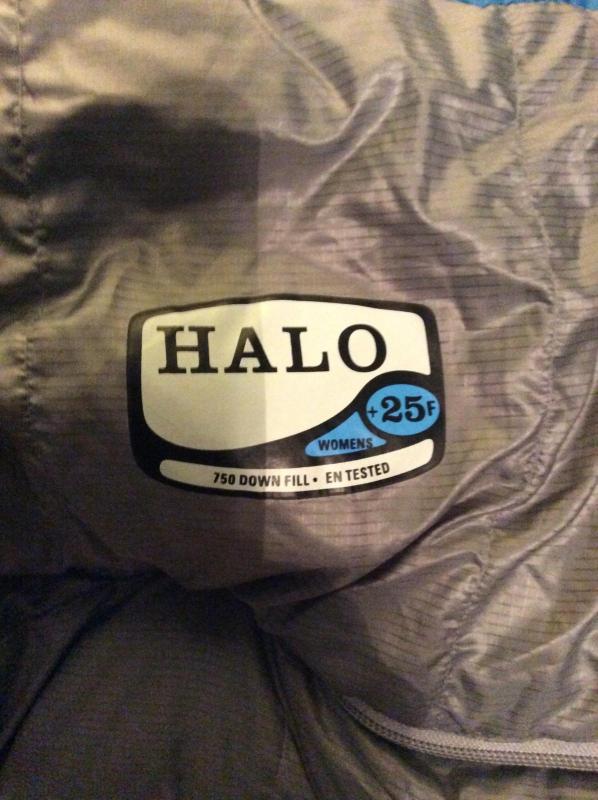 HALO
+25F
WOMENS
750 DOWN FILL • EN TESTED